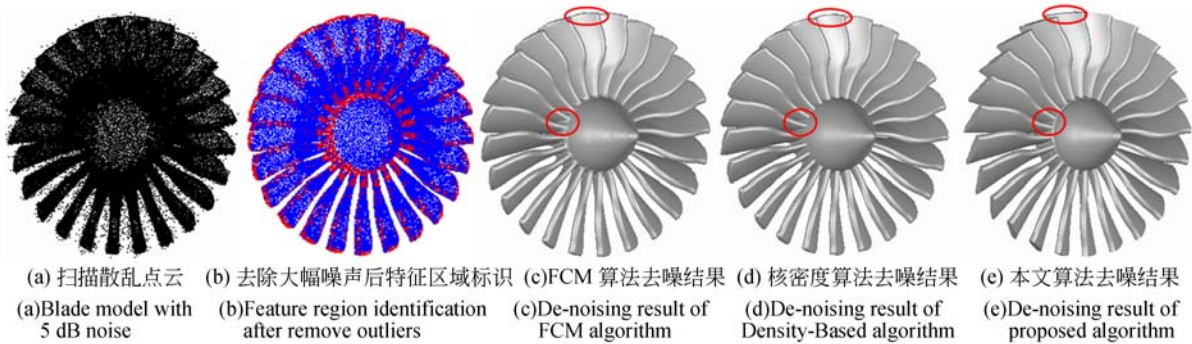 (a) 扫描散乱点云
(b) 去除大幅噪声后特征区域标识
(c)FCM 算法去噪结果
(d) 核密度算法去噪结果
(e) 本文算法去噪结果
(a)Blade model with
5 dB noise
(b)Feature region identification
after remove outliers
(c)De-noising result of
FCM algorithm
(d)De-noising result of
Density-Based algorithm
(e)De-noising result of
proposed algorithm